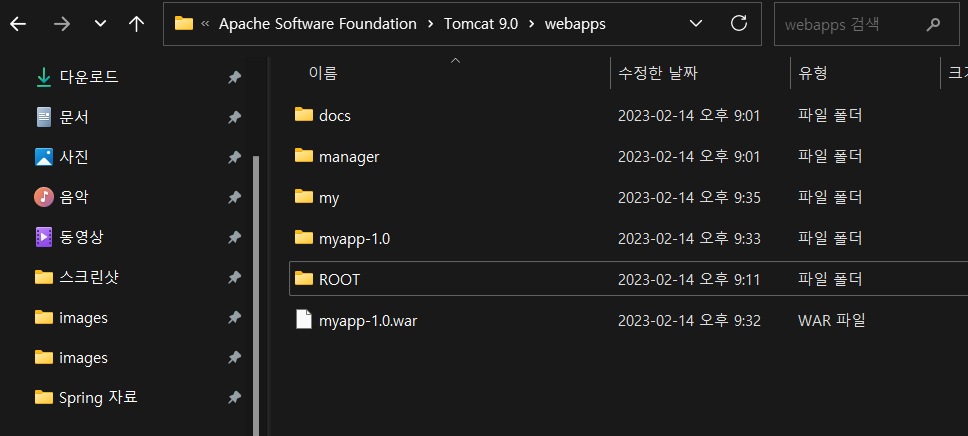 « Apache Software Foundation > Tomcat 9.0 > webapps
webapps 검색
다운로드
문서
사진
음악
동영상
스크린샷
images
images
Spring 자료
이름 수정한 날짜 유형
docs 2023-02-14 오후 9:01 파일 폴더
manager 2023-02-14 오후 9:01 파일 폴더
my 2023-02-14 오후 9:35 파일 폴더
myapp-1.0 2023-02-14 오후 9:33 파일 폴더
ROOT 2023-02-14 오후 9:11 파일 폴더
myapp-1.0.war 2023-02-14 오후 9:32 WAR 파일